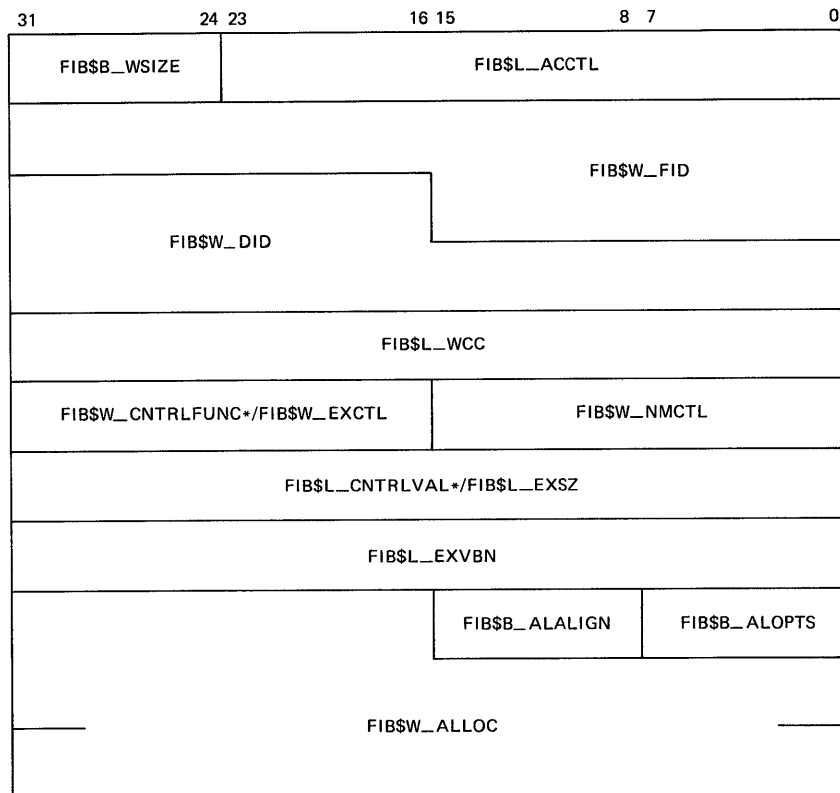 31 24 23 16 15 8 7 0
FIB$B_WSIZE FIB$L_ACCTL
FIB$W_FID
FIB$W_DID
FIB$L_WCC
FIB$W_CNTRLFUNC*/FIB$W_EXCTL FIB$W_NMCTL
FIB$L_CNTRLVAL*/FIB$L_EXSZ
FIB$L_EXVBN
FIB$B_ALALIGN FIB$B_ALOPTS
FIB$W_ALLOC